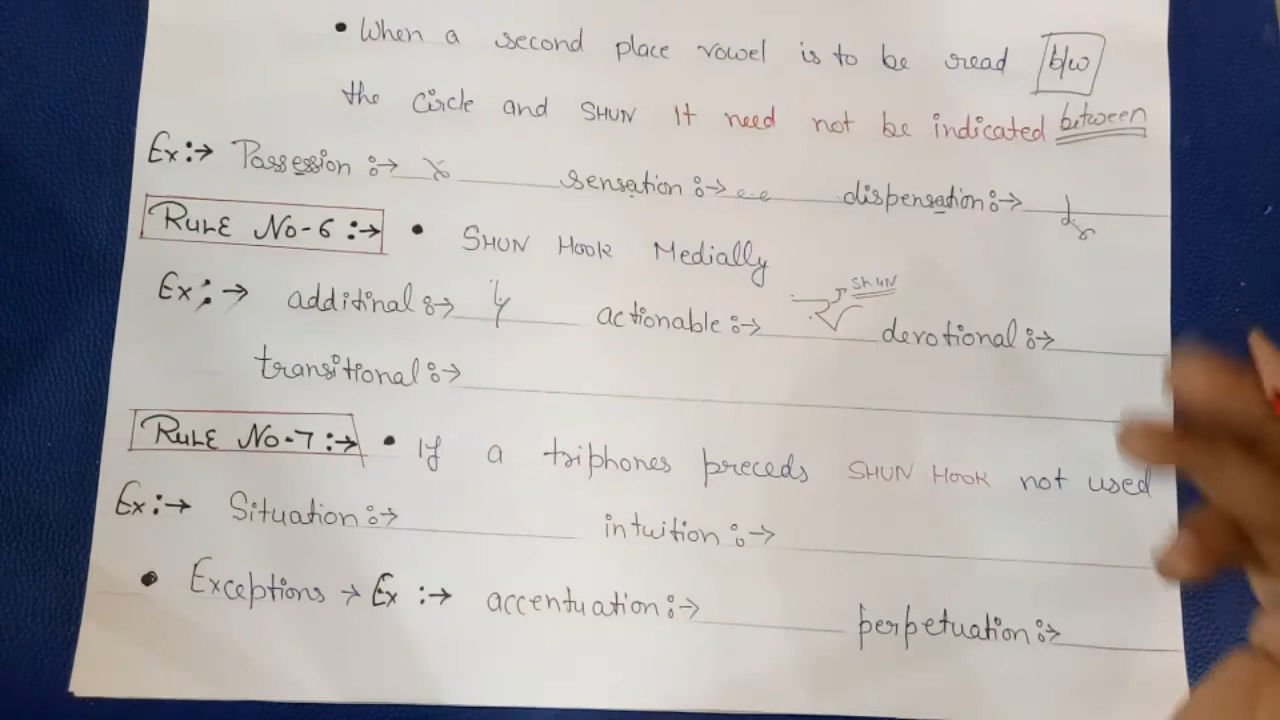 • When a second place vowel is to be read b/w
the circle and SHUN It need not be indicated between
Ex:→ Possession :→ sensation :→ dispensation :→
RULE No-6 :→ • SHUN Hook Medially
Ex:→ additinal :→ actionable :→ SHUN devotional :→
transitional :→
RULE No-7 :→ • If a triphones preceds SHUN HOOK not used
Ex:→ Situation :→ intuition :→
• Exceptions → Ex :→ accentuation :→ perpetuation :→